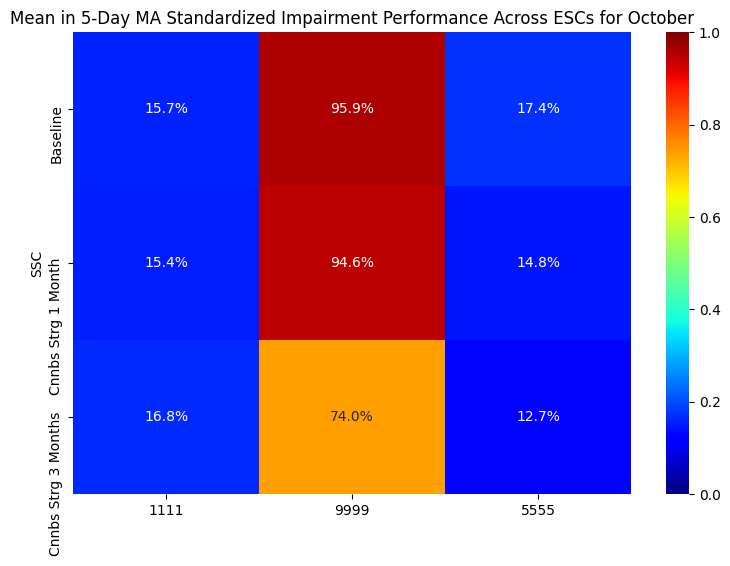 Mean in 5-Day MA Standardized Impairment Performance Across ESCs for October
SSC
Baseline
15.7% 95.9% 17.4%
Cnnbs Strg 1 Month
15.4% 94.6% 14.8%
Cnnbs Strg 3 Months
16.8% 74.0% 12.7%
1111 9999 5555
1.0
0.8
0.6
0.4
0.2
0.0